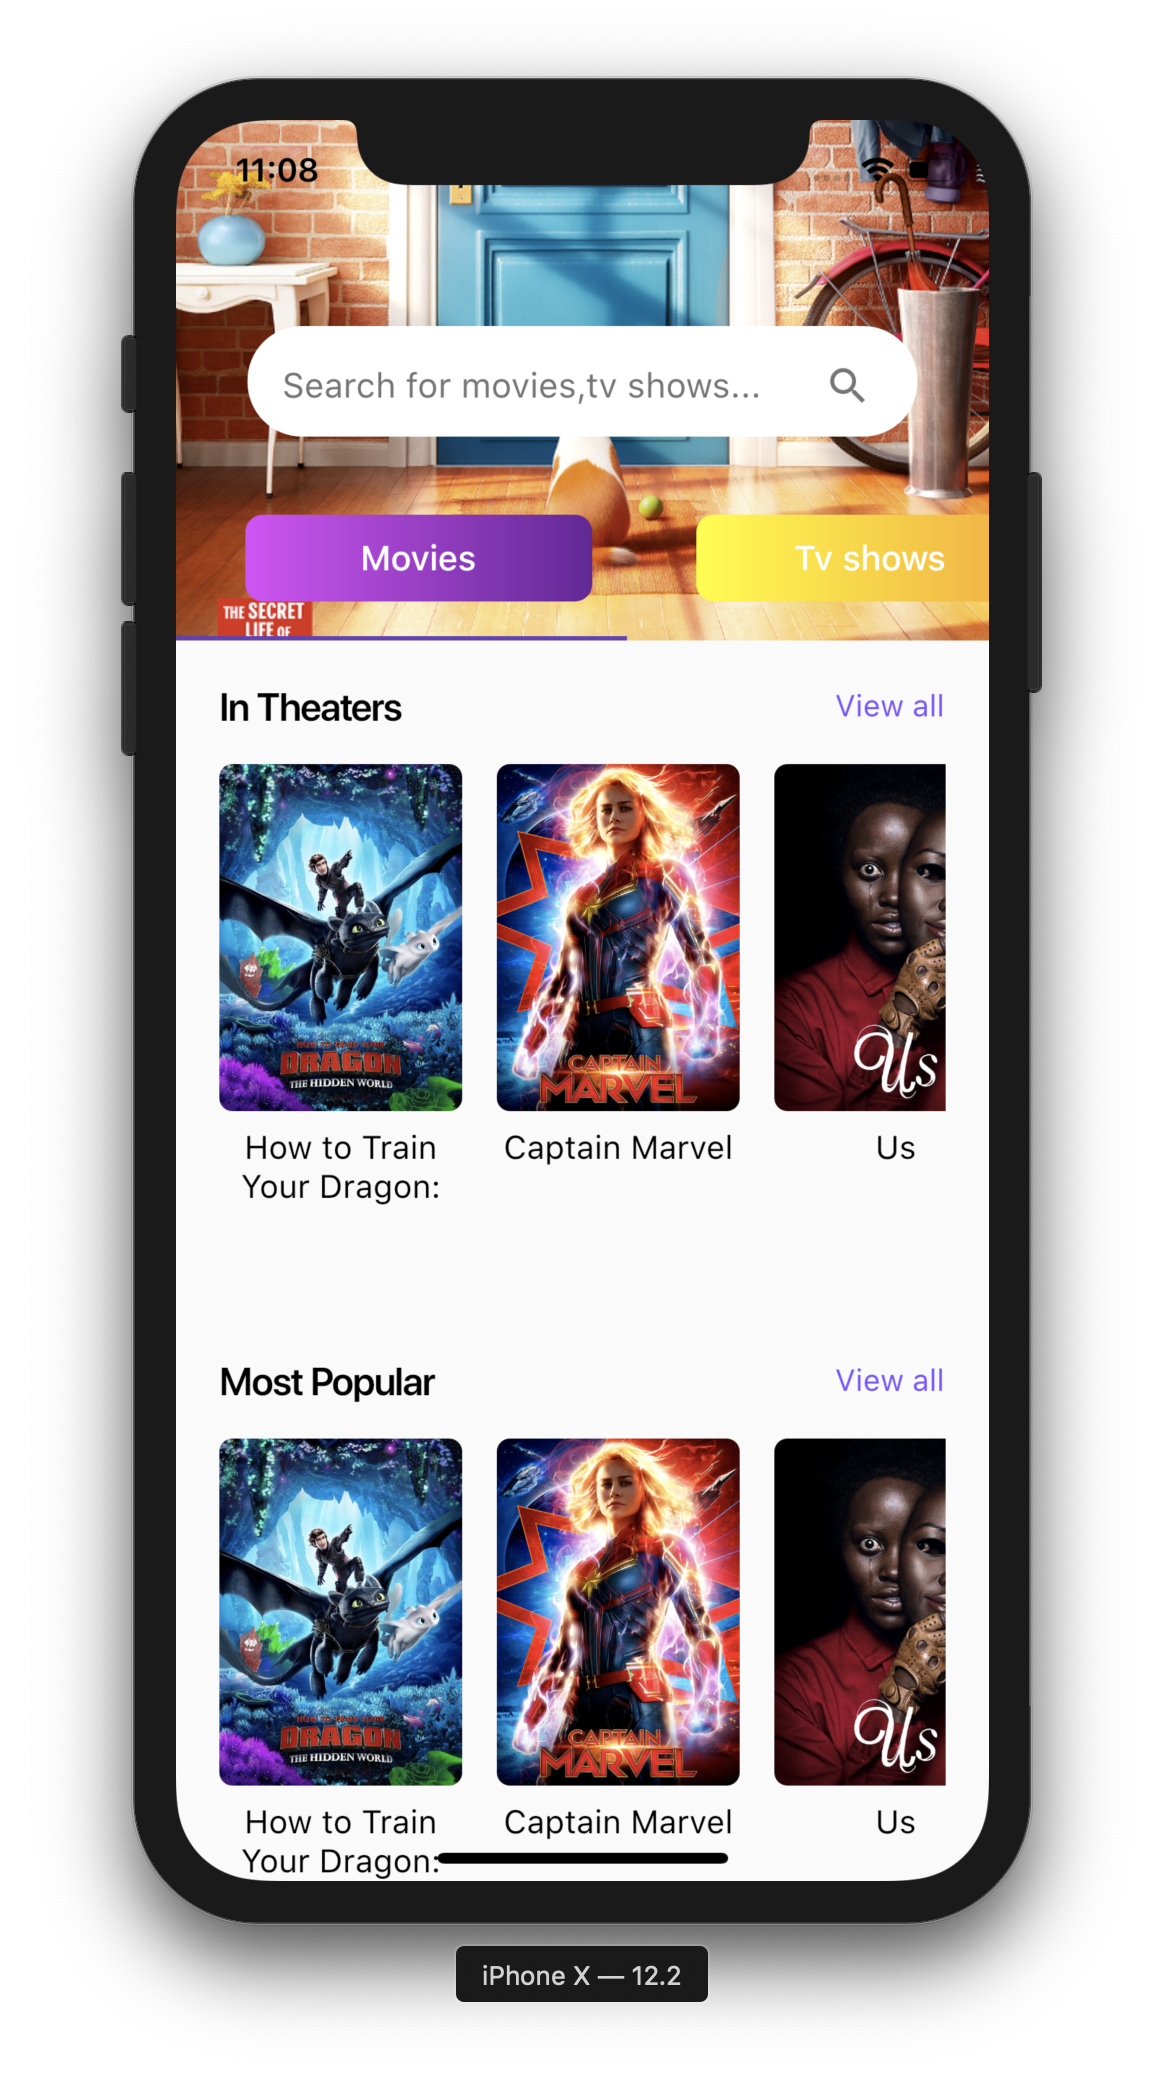 11:08
Search for movies,tv shows...
Movies
Tv shows
THE SECRET
LIFE OF
In Theaters
View all
HOW TO TRAIN YOUR
DRAGON
THE HIDDEN WORLD
CAPTAIN
MARVEL
Us
How to Train
Your Dragon:
Captain Marvel
Us
Most Popular
View all
HOW TO TRAIN YOUR
DRAGON
THE HIDDEN WORLD
CAPTAIN
MARVEL
Us
How to Train
Your Dragon:
Captain Marvel
Us
iPhone X — 12.2